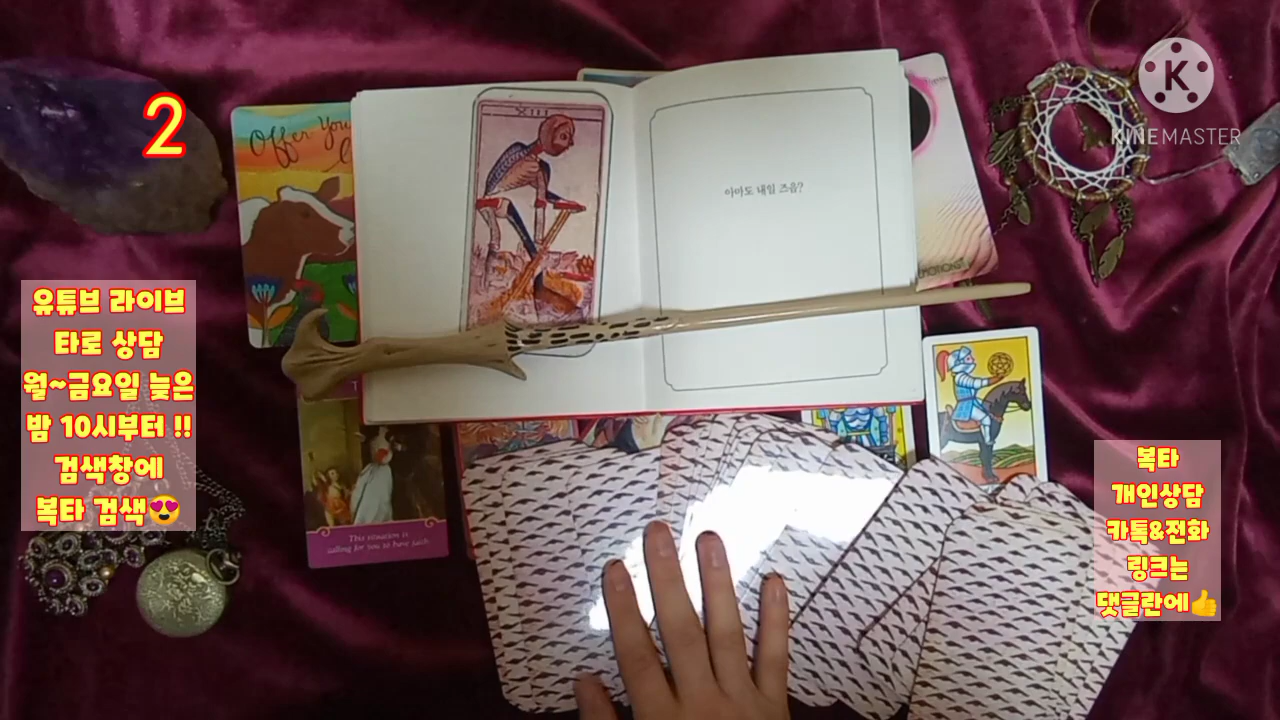 2
Offer You
XIII
아마도 내일 즈음?
KINEMASTER
유튜브 라이브
타로 상담
월~금요일 늦은
밤 10시부터 !!
검색창에
복타 검색😍
This situation is
calling for you to have faith.
복타
개인상담
카톡&전화
링크는
댓글란에👍